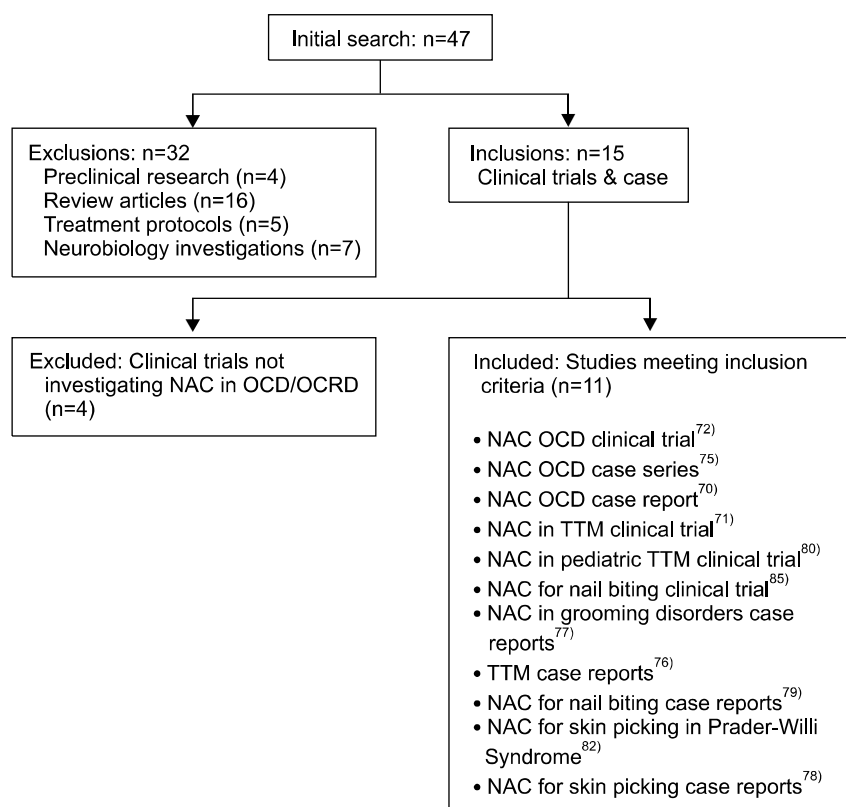 Initial search: n=47
Exclusions: n=32
Preclinical research (n=4)
Review articles (n=16)
Treatment protocols (n=5)
Neurobiology investigations (n=7)
Inclusions: n=15
Clinical trials & case
Excluded: Clinical trials not
investigating NAC in OCD/OCRD
(n=4)
Included: Studies meeting inclusion
criteria (n=11)
• NAC OCD clinical trial72)
• NAC OCD case series75)
• NAC OCD case report70)
• NAC in TTM clinical trial71)
• NAC in pediatric TTM clinical trial80)
• NAC for nail biting clinical trial85)
• NAC in grooming disorders case
reports77)
• TTM case reports76)
• NAC for nail biting case reports79)
• NAC for skin picking in Prader-Willi
Syndrome82)
• NAC for skin picking case reports78)